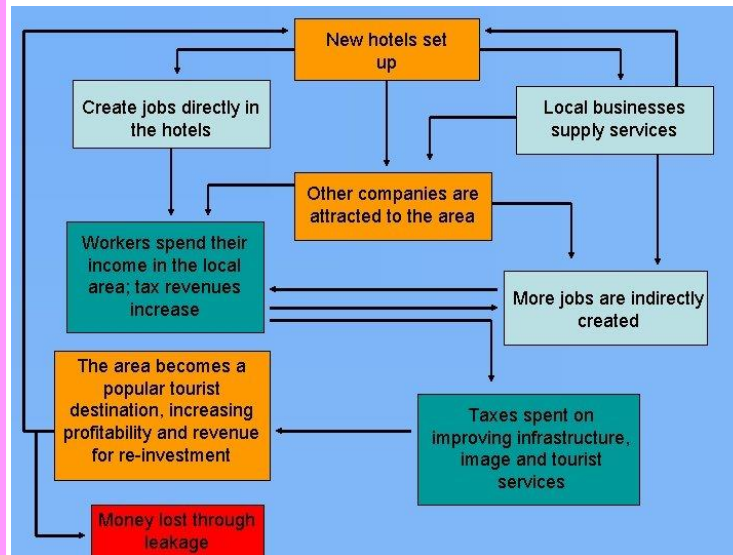 New hotels set
up
Create jobs directly in
the hotels
Local businesses
supply services
Other companies are
attracted to the area
Workers spend their
income in the local
area; tax revenues
increase
More jobs are indirectly
created
The area becomes a
popular tourist
destination, increasing
profitability and revenue
for re-investment
Taxes spent on
improving infrastructure,
image and tourist
services
Money lost through
leakage